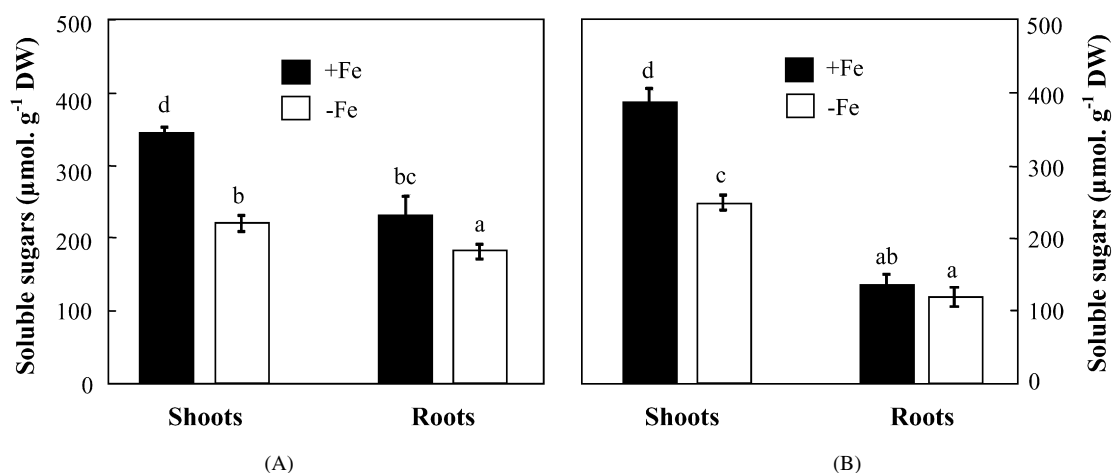 500
400
300
200
100
0
Soluble sugars (µmol. g-1 DW)
+Fe
-Fe
d
b
bc
a
Shoots
Roots
(A)
+Fe
-Fe
d
c
ab
a
Shoots
Roots
500
400
300
200
100
0
Soluble sugars (µmol. g-1 DW)
(B)